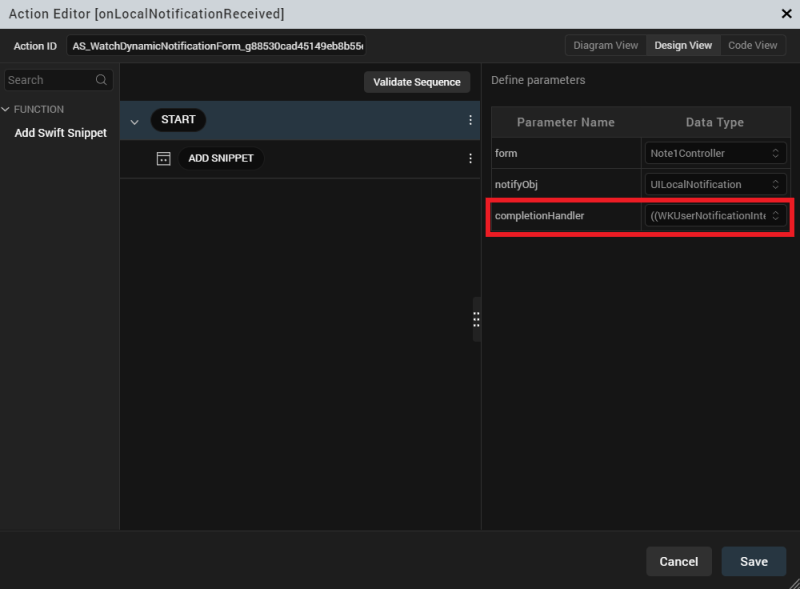 Action Editor [onLocalNotificationReceived]
Action ID AS_WatchDynamicNotificationForm_g88530cad45149eb8b55 Diagram View Design View Code View
Search Validate Sequence Define parameters
FUNCTION
Add Swift Snippet
START
ADD SNIPPET
Parameter Name Data Type
form Note1Controller
notifyObj UILocalNotification
completionHandler ((WKUserNotificationInte
Cancel Save